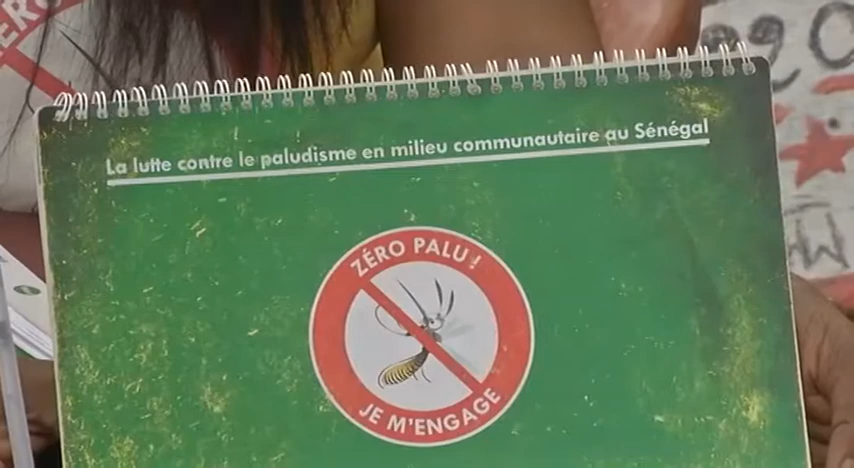 La lutte contre le paludisme en milieu communautaire au Sénégal
ZÉRO PALU !
JE M'ENGAGE